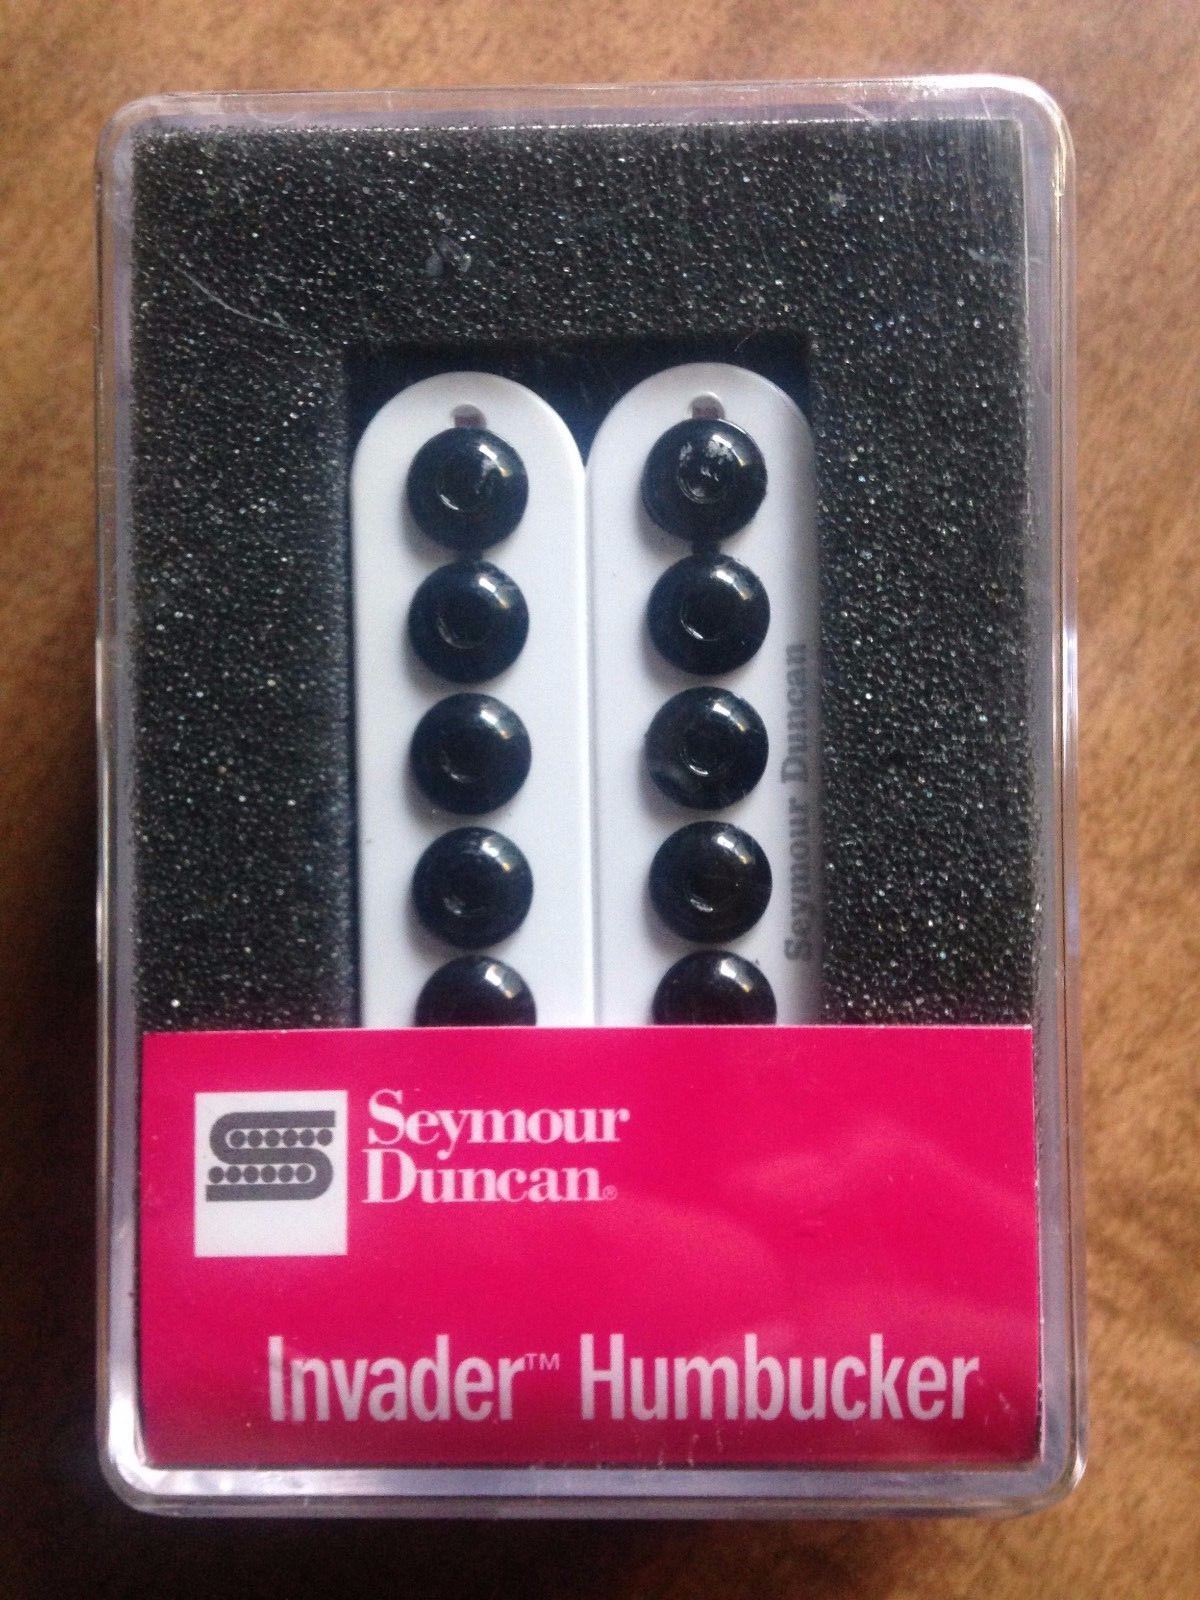 Seymour Duncan
Seymour
Duncan®
Invader™ Humbucker